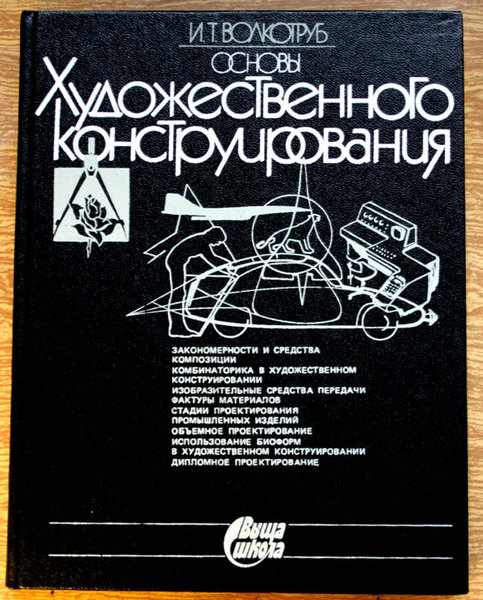 И.Т.ВОЛКОТРУБ
ОСНОВЫ
Художественного
конструирования
ЗАКОНОМЕРНОСТИ И СРЕДСТВА
КОМПОЗИЦИИ
КОМБИНАТОРИКА В ХУДОЖЕСТВЕННОМ
КОНСТРУИРОВАНИИ
ИЗОБРАЗИТЕЛЬНЫЕ СРЕДСТВА ПЕРЕДАЧИ
ФАКТУРЫ МАТЕРИАЛОВ
СТАДИИ ПРОЕКТИРОВАНИЯ
ПРОМЫШЛЕННЫХ ИЗДЕЛИЙ
ОБЪЕМНОЕ ПРОЕКТИРОВАНИЕ
ИСПОЛЬЗОВАНИЕ БИОФОРМ
В ХУДОЖЕСТВЕННОМ КОНСТРУИРОВАНИИ
ДИПЛОМНОЕ ПРОЕКТИРОВАНИЕ
Выща
школа